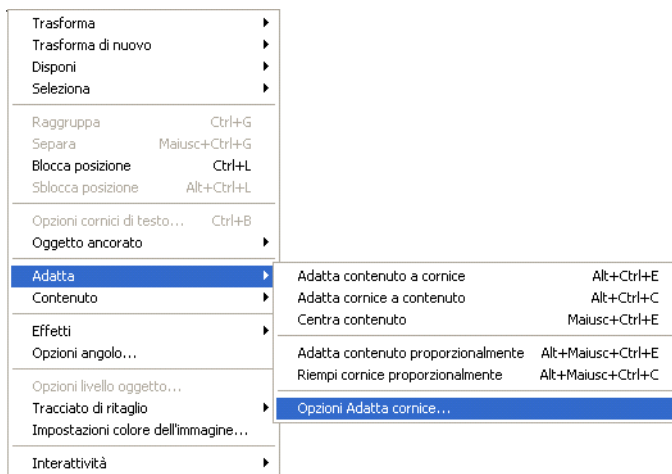 Trasforma
Trasforma di nuovo
Disponi
Seleziona
Raggruppa Ctrl+G
Separa Maiusc+Ctrl+G
Blocca posizione Ctrl+L
Sblocca posizione Alt+Ctrl+L
Opzioni cornici di testo... Ctrl+B
Oggetto ancorato
Adatta
Contenuto
Effetti
Opzioni angolo...
Opzioni livello oggetto...
Tracciato di ritaglio
Impostazioni colore dell'immagine...
Interattività
Adatta contenuto a cornice Alt+Ctrl+E
Adatta cornice a contenuto Alt+Ctrl+C
Centra contenuto Maiusc+Ctrl+E
Adatta contenuto proporzionalmente Alt+Maiusc+Ctrl+E
Riempi cornice proporzionalmente Alt+Maiusc+Ctrl+C
Opzioni Adatta cornice...